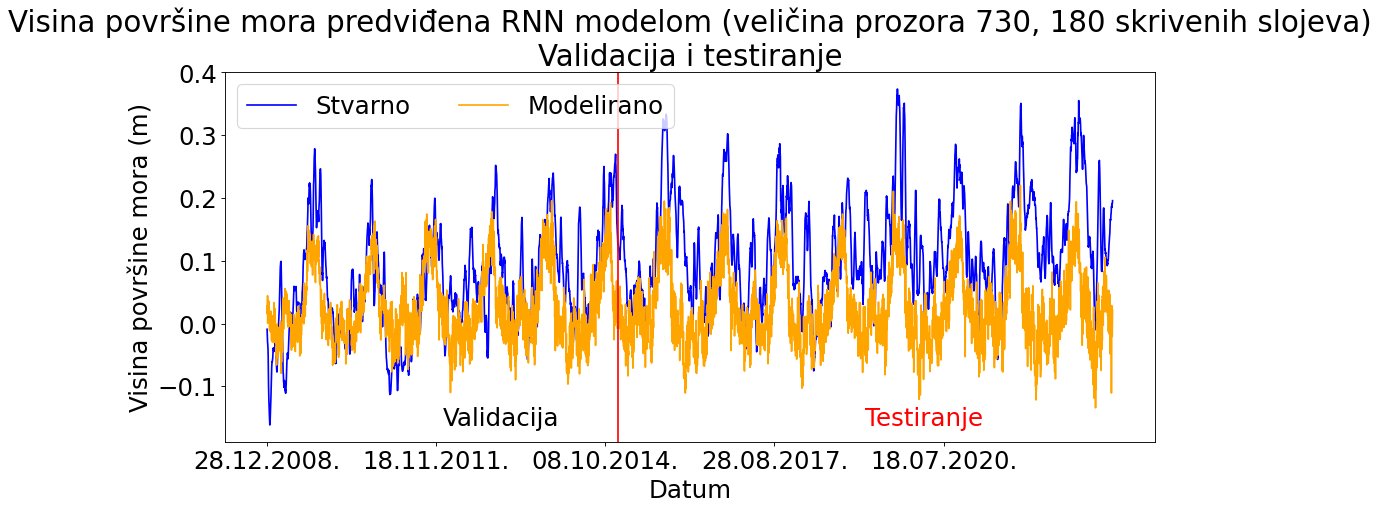 Visina površine mora predviđena RNN modelom (veličina prozora 730, 180 skrivenih slojeva)
Validacija i testiranje
Stvarno Modelirano
Visina površine mora (m)
0.4
0.3
0.2
0.1
0.0
−0.1
Validacija Testiranje
28.12.2008. 18.11.2011. 08.10.2014. 28.08.2017. 18.07.2020.
Datum